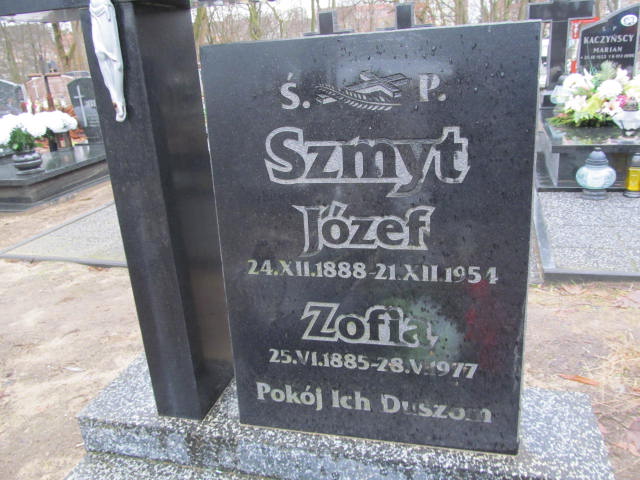 Ś. P.
Szmyt
Józef
24.XII.1888-21.XII.1954
Zofia
25.VI.1885-28.V.1977
Pokój Ich Duszom
Ś P
KACZYŃSCY
MARIAN